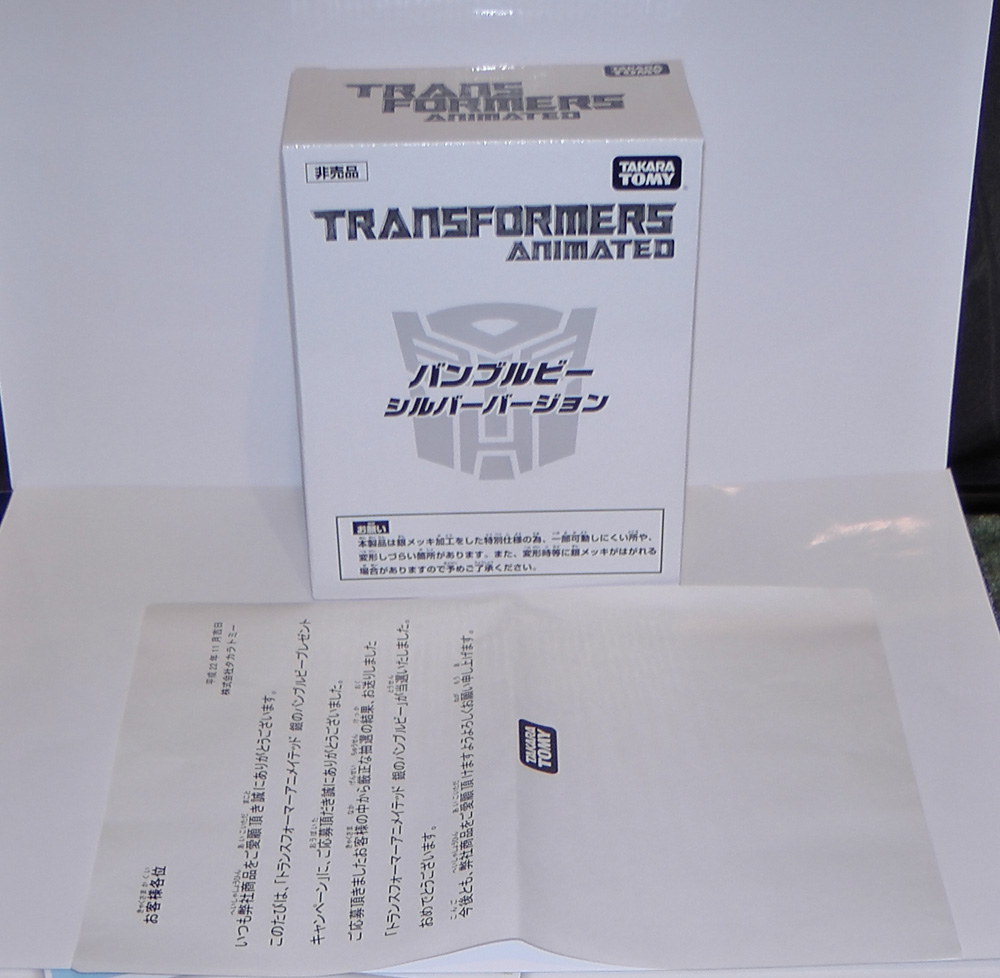 TAKARA TOMY
TRANS
FORMERS
ANIMATED
非売品
TAKARA
TOMY
TRANSFORMERS
ANIMATED
バンブルビー
シルバーバージョン
お願い
本製品は銀メッキ加工をした特別仕様の為、一部可動しにくい所や、
変形しづらい箇所があります。また、変形時等に銀メッキがはがれる
場合がありますので予めご了承ください。
平成22年11月吉日
株式会社タカラトミー
お客様各位
いつも弊社商品をご愛顧頂き誠にありがとうございます。
このたびは、「トランスフォーマーアニメイテッド 銀のバンブルビープレゼント
キャンペーン」に、ご応募頂き誠にありがとうございました。
ご応募頂きましたお客様の中から厳正な抽選の結果、お送りしました
「トランスフォーマーアニメイテッド 銀のバンブルビー」が当選いたしました。
おめでとうございます。
今後とも、弊社商品をご愛顧頂けますようよろしくお願い申し上げます。
TAKARA
TOMY